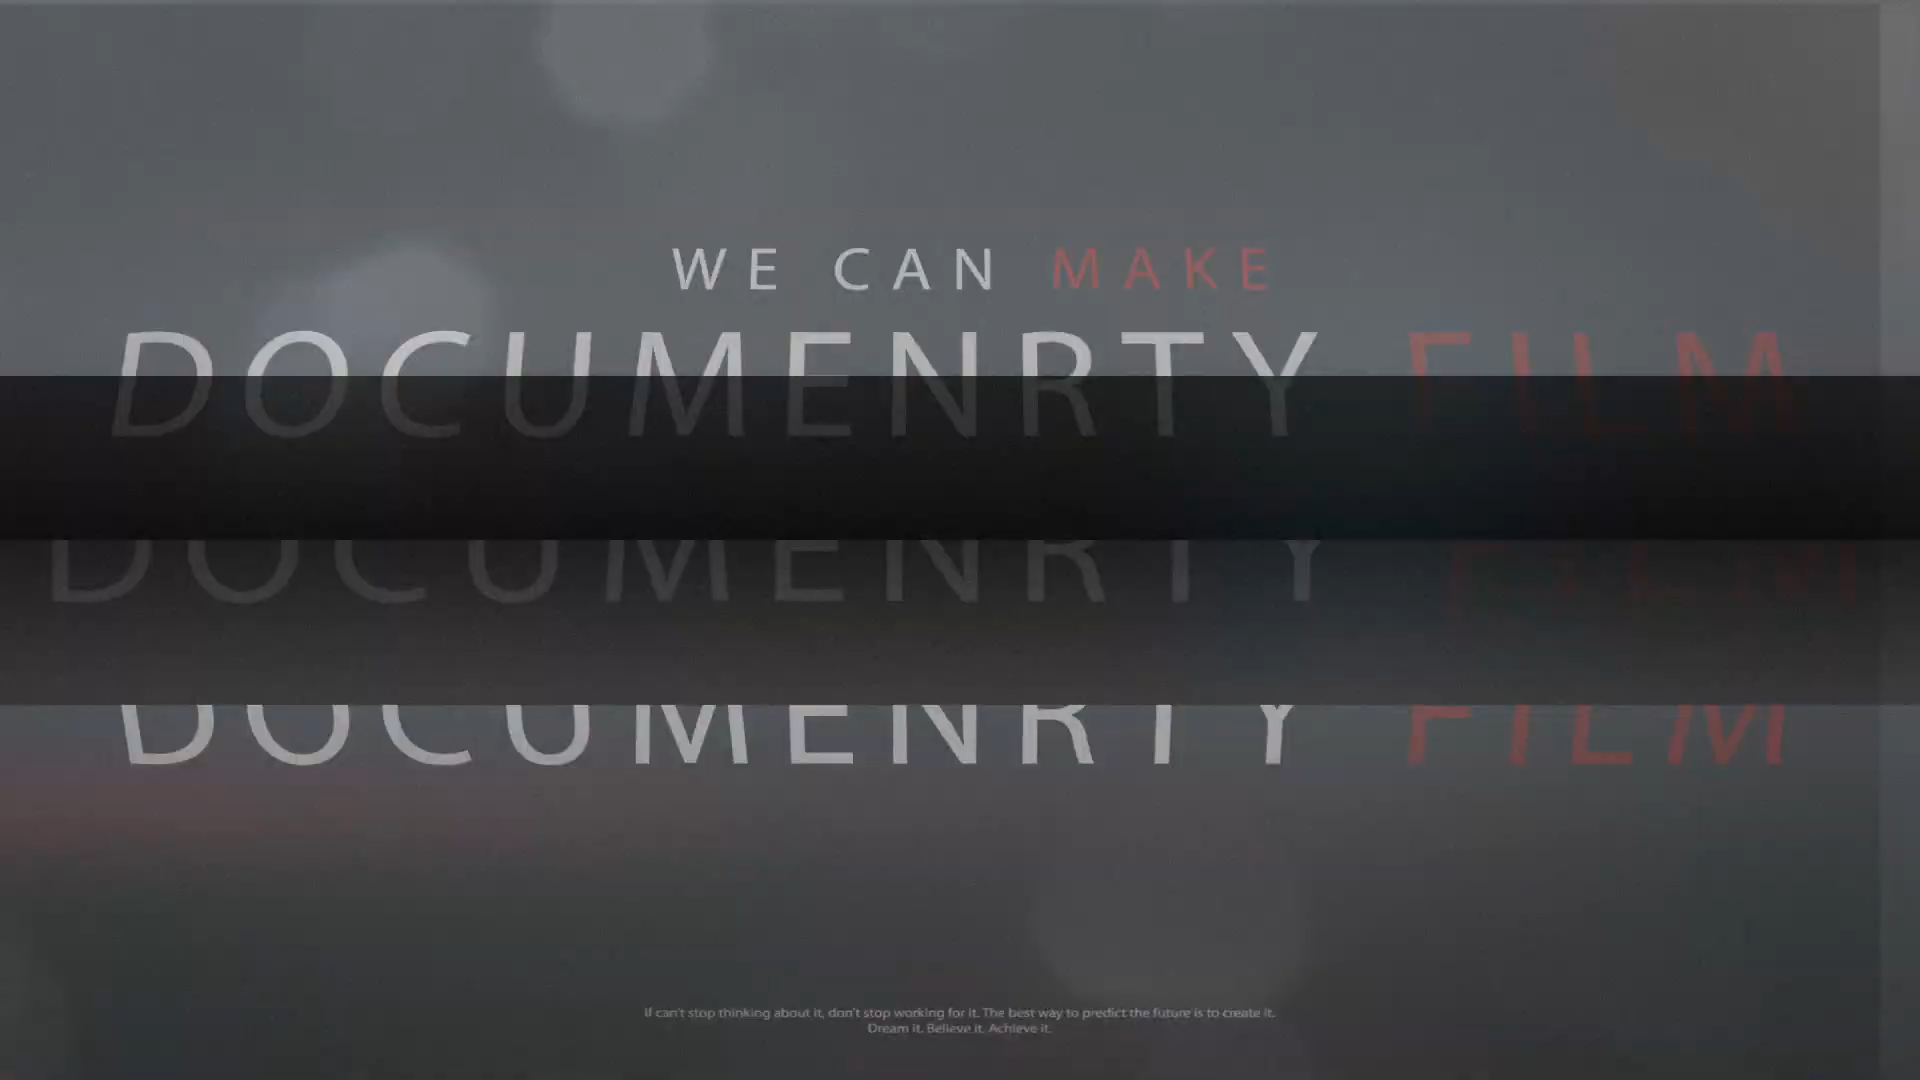 WE CAN MAKE
DOCUMENRTY FILM
DOCUMENRTY FILM
DOCUMENRTY FILM
If can't stop thinking about it, don't stop working for it. The best way to predict the future is to create it.
Dream it. Believe it. Achieve it.